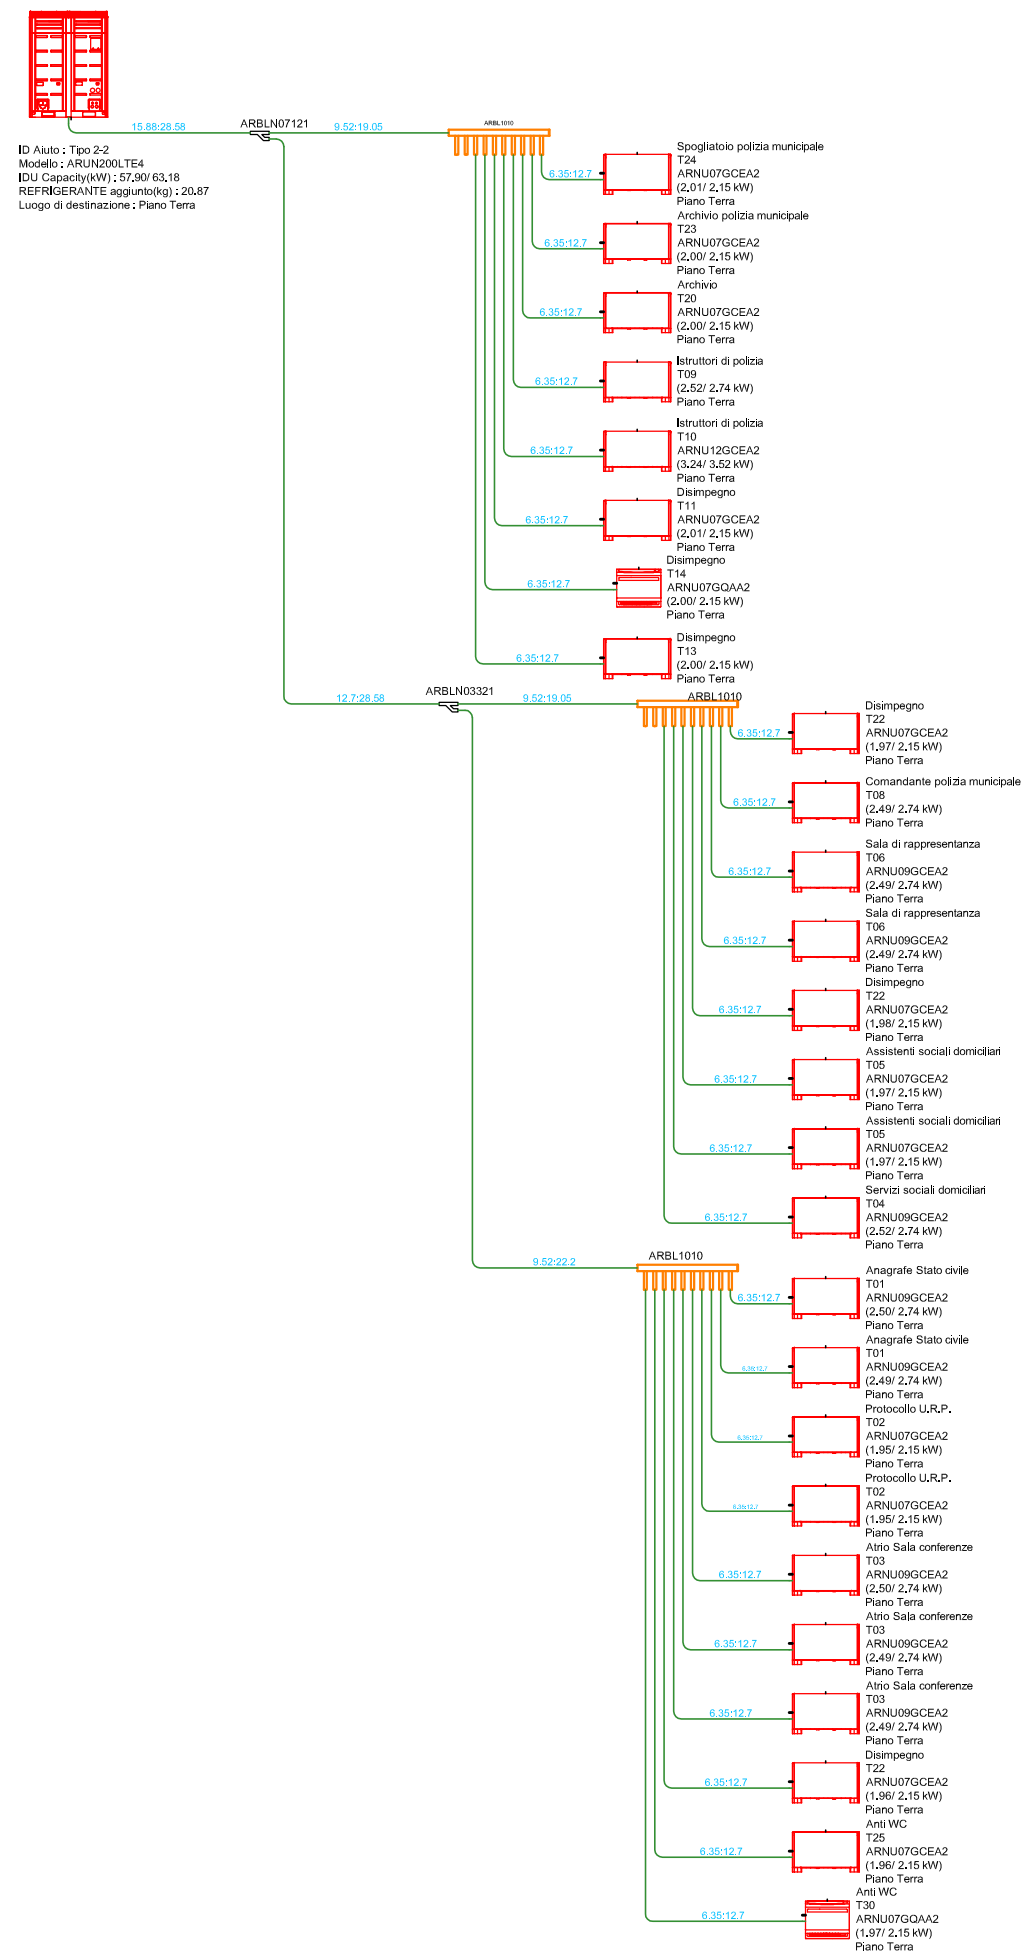 15.88:28.58
ARBLN07121
9.52:19.05
ARBL1010
ID Aiuto : Tipo 2-2
Modello : ARUN200LTE4
IDU Capacity(kW) : 57.90/ 63.18
REFRIGERANTE aggiunto(kg) : 20.87
Luogo di destinazione : Piano Terra
6.35:12.7
Spogliatoio polizia municipale
T24
ARNU07GCEA2
(2.01/ 2.15 kW)
Piano Terra
6.35:12.7
Archivio polizia municipale
T23
ARNU07GCEA2
(2.00/ 2.15 kW)
Piano Terra
6.35:12.7
Archivio
T20
ARNU07GCEA2
(2.00/ 2.15 kW)
Piano Terra
6.35:12.7
Istruttori di polizia
T09
(2.52/ 2.74 kW)
Piano Terra
6.35:12.7
Istruttori di polizia
T10
ARNU12GCEA2
(3.24/ 3.52 kW)
Piano Terra
6.35:12.7
Disimpegno
T11
ARNU07GCEA2
(2.01/ 2.15 kW)
Piano Terra
6.35:12.7
Disimpegno
T14
ARNU07GQAA2
(2.00/ 2.15 kW)
Piano Terra
6.35:12.7
Disimpegno
T13
(2.00/ 2.15 kW)
Piano Terra
12.7:28.58
ARBLN03321
9.52:19.05
ARBL1010
6.35:12.7
Disimpegno
T22
ARNU07GCEA2
(1.97/ 2.15 kW)
Piano Terra
6.35:12.7
Comandante polizia municipale
T08
(2.49/ 2.74 kW)
Piano Terra
6.35:12.7
Sala di rappresentanza
T06
ARNU09GCEA2
(2.49/ 2.74 kW)
Piano Terra
6.35:12.7
Sala di rappresentanza
T06
ARNU09GCEA2
(2.49/ 2.74 kW)
Piano Terra
6.35:12.7
Disimpegno
T22
ARNU07GCEA2
(1.98/ 2.15 kW)
Piano Terra
6.35:12.7
Assistenti sociali domiciliari
T05
ARNU07GCEA2
(1.97/ 2.15 kW)
Piano Terra
6.35:12.7
Assistenti sociali domiciliari
T05
ARNU07GCEA2
(1.97/ 2.15 kW)
Piano Terra
6.35:12.7
Servizi sociali domiciliari
T04
ARNU09GCEA2
(2.52/ 2.74 kW)
Piano Terra
9.52:22.2
ARBL1010
6.35:12.7
Anagrafe Stato civile
T01
ARNU09GCEA2
(2.50/ 2.74 kW)
Piano Terra
6.35:12.7
Anagrafe Stato civile
T01
ARNU09GCEA2
(2.49/ 2.74 kW)
Piano Terra
6.35:12.7
Protocollo U.R.P.
T02
ARNU07GCEA2
(1.95/ 2.15 kW)
Piano Terra
6.35:12.7
Protocollo U.R.P.
T02
ARNU07GCEA2
(1.95/ 2.15 kW)
Piano Terra
6.35:12.7
Atrio Sala conferenze
T03
ARNU09GCEA2
(2.50/ 2.74 kW)
Piano Terra
6.35:12.7
Atrio Sala conferenze
T03
ARNU09GCEA2
(2.49/ 2.74 kW)
Piano Terra
6.35:12.7
Atrio Sala conferenze
T03
ARNU09GCEA2
(2.49/ 2.74 kW)
Piano Terra
6.35:12.7
Disimpegno
T22
ARNU07GCEA2
(1.96/ 2.15 kW)
Piano Terra
6.35:12.7
Anti WC
T25
ARNU07GCEA2
(1.96/ 2.15 kW)
Piano Terra
6.35:12.7
Anti WC
T30
ARNU07GQAA2
(1.97/ 2.15 kW)
Piano Terra